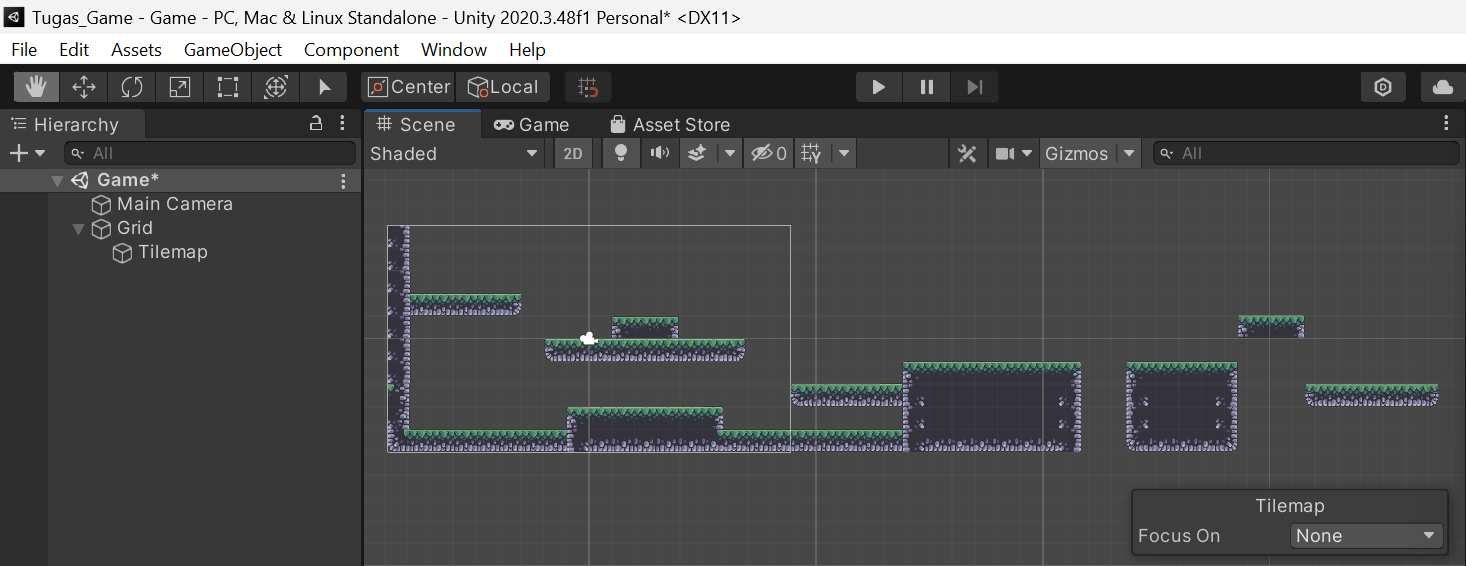 Tugas_Game - Game - PC, Mac & Linux Standalone - Unity 2020.3.48f1 Personal* <DX11>
File Edit Assets GameObject Component Window Help
Center Local
Hierarchy
Scene Game Asset Store
All
Shaded 2D 0 Gizmos All
Game*
Main Camera
Grid
Tilemap
Tilemap
Focus On None